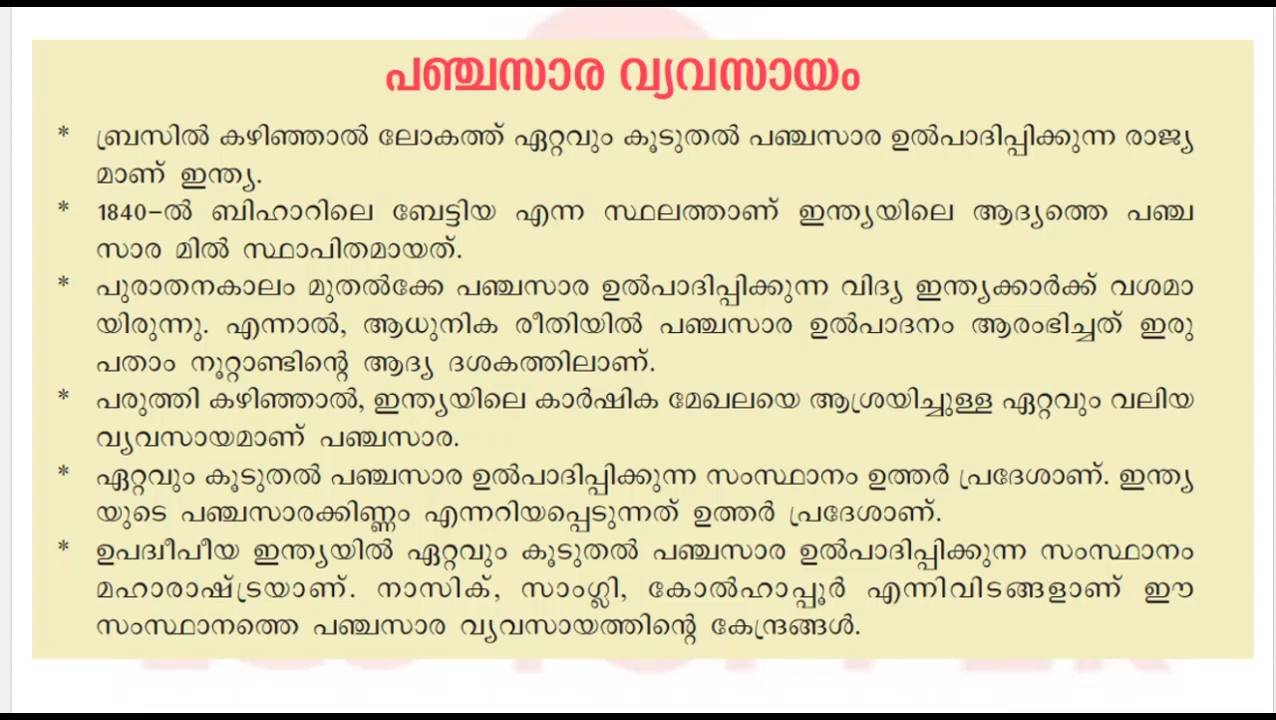 പഞ്ചസാര വ്യവസായം
* ബ്രസിൽ കഴിഞ്ഞാൽ ലോകത്ത് ഏറ്റവും കൂടുതൽ പഞ്ചസാര ഉൽപാദിപ്പിക്കുന്ന രാജ്യ
മാണ് ഇന്ത്യ.
* 1840-ൽ ബിഹാറിലെ ബേട്ടിയ എന്ന സ്ഥലത്താണ് ഇന്ത്യയിലെ ആദ്യത്തെ പഞ്ച
സാര മിൽ സ്ഥാപിതമായത്.
* പുരാതനകാലം മുതൽക്കേ പഞ്ചസാര ഉൽപാദിപ്പിക്കുന്ന വിദ്യ ഇന്ത്യക്കാർക്ക് വശമാ
യിരുന്നു. എന്നാൽ, ആധുനിക രീതിയിൽ പഞ്ചസാര ഉൽപാദനം ആരംഭിച്ചത് ഇരു
പതാം നൂറ്റാണ്ടിന്റെ ആദ്യ ദശകത്തിലാണ്.
* പരുത്തി കഴിഞ്ഞാൽ, ഇന്ത്യയിലെ കാർഷിക മേഖലയെ ആശ്രയിച്ചുള്ള ഏറ്റവും വലിയ
വ്യവസായമാണ് പഞ്ചസാര.
* ഏറ്റവും കൂടുതൽ പഞ്ചസാര ഉൽപാദിപ്പിക്കുന്ന സംസ്ഥാനം ഉത്തർ പ്രദേശാണ്. ഇന്ത്യ
യുടെ പഞ്ചസാരക്കിണ്ണം എന്നറിയപ്പെടുന്നത് ഉത്തർ പ്രദേശാണ്.
* ഉപദ്വീപീയ ഇന്ത്യയിൽ ഏറ്റവും കൂടുതൽ പഞ്ചസാര ഉൽപാദിപ്പിക്കുന്ന സംസ്ഥാനം
മഹാരാഷ്ട്രയാണ്. നാസിക്, സാംഗ്ലി, കോൽഹാപ്പൂർ എന്നിവിടങ്ങളാണ് ഈ
സംസ്ഥാനത്തെ പഞ്ചസാര വ്യവസായത്തിന്റെ കേന്ദ്രങ്ങൾ.